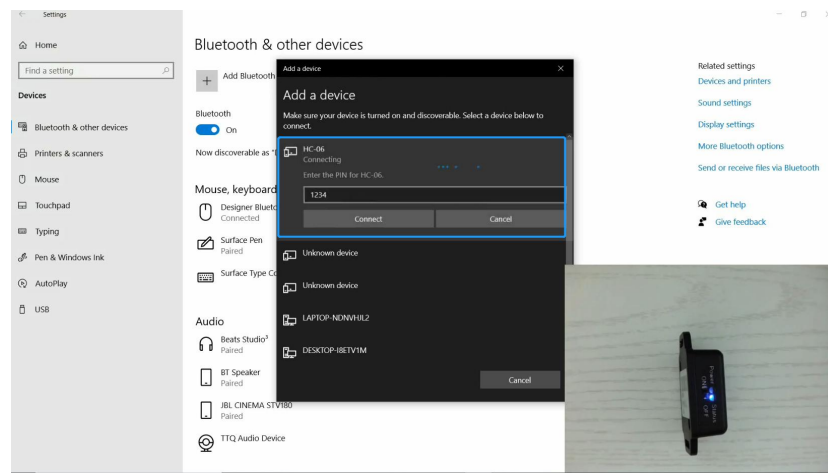 Settings
Home
Find a setting
Devices
Bluetooth & other devices
Printers & scanners
Mouse
Touchpad
Typing
Pen & Windows Ink
AutoPlay
USB
Bluetooth & other devices
Add Bluetooth
Bluetooth
On
Now discoverable as
Mouse, keyboard
Designer Blueto
Connected
Surface Pen
Paired
Surface Type Co
Audio
Beats Studio³
Paired
BT Speaker
Paired
JBL CINEMA STV180
Paired
TTQ Audio Device
Add a device
Add a device
Make sure your device is turned on and discoverable. Select a device below to
connect.
HC-06
Connecting
Enter the PIN for HC-06.
1234
Connect
Cancel
Unknown device
Unknown device
LAPTOP-NDNVHJL2
DESKTOP-I8ETV1M
Cancel
Related settings
Devices and printers
Sound settings
Display settings
More Bluetooth options
Send or receive files via Bluetooth
Get help
Give feedback
Power Status
ON OFF